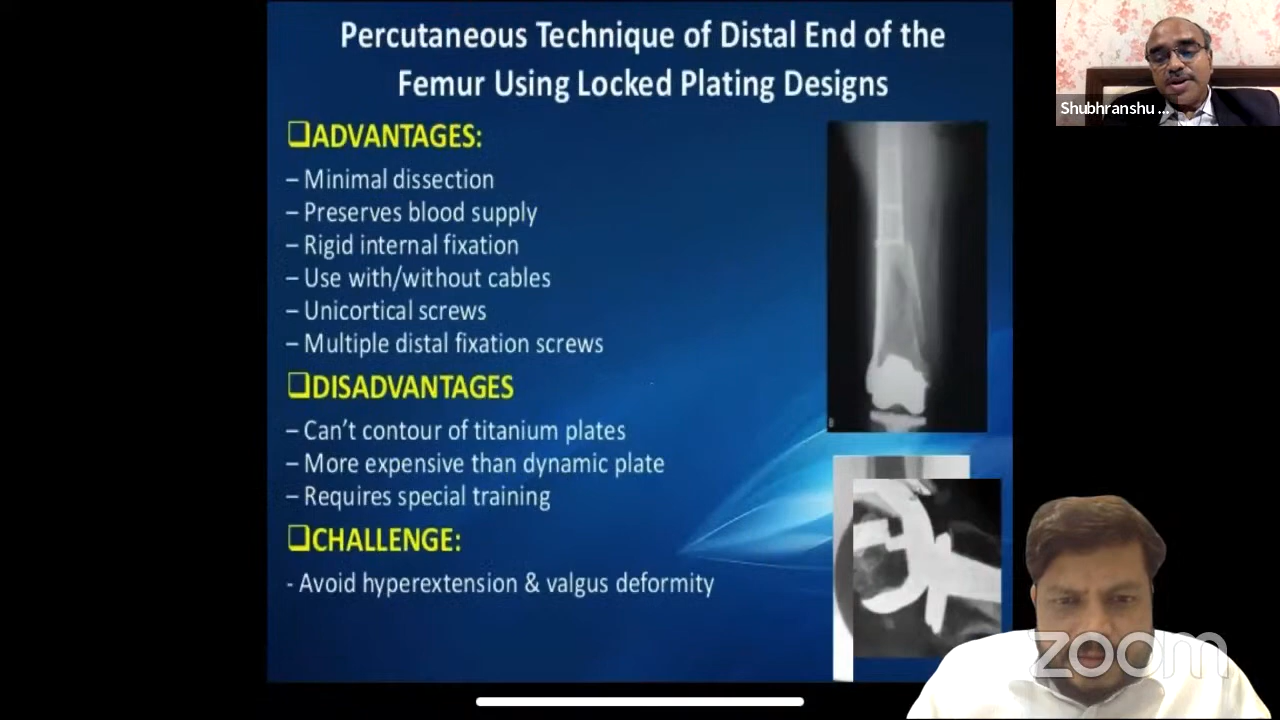 Percutaneous Technique of Distal End of the
Femur Using Locked Plating Designs
❑ADVANTAGES:
– Minimal dissection
– Preserves blood supply
– Rigid internal fixation
– Use with/without cables
– Unicortical screws
– Multiple distal fixation screws
❑DISADVANTAGES
– Can't contour of titanium plates
– More expensive than dynamic plate
– Requires special training
❑CHALLENGE:
- Avoid hyperextension & valgus deformity
Shubhranshu ...
zoom